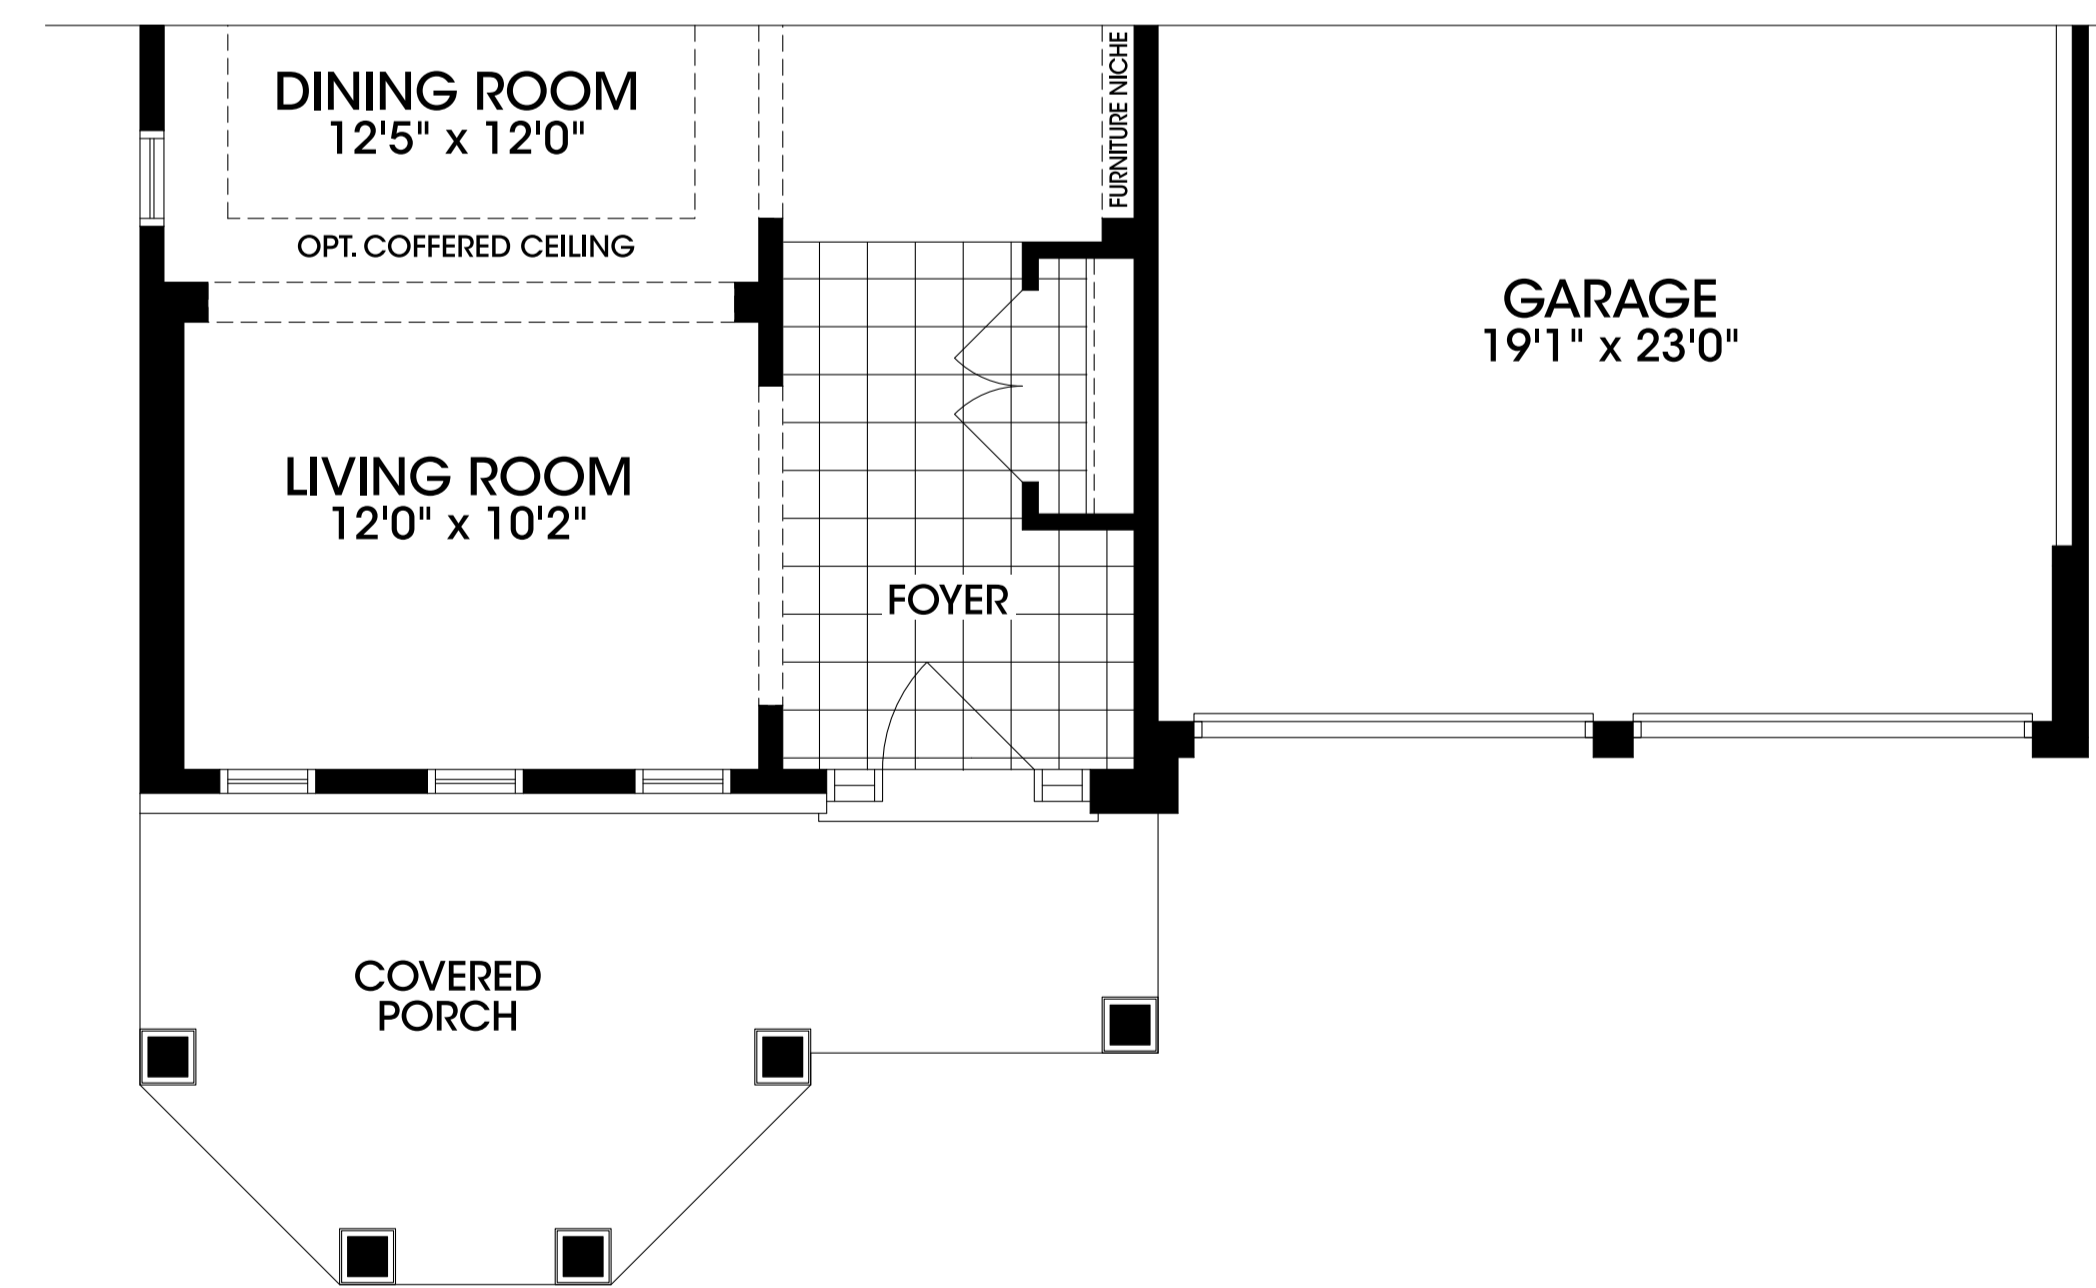 DINING ROOM
12'5" x 12'0"
OPT. COFFERED CEILING
FURNITURE NICHE
GARAGE
19'1" x 23'0"
LIVING ROOM
12'0" x 10'2"
FOYER
COVERED
PORCH